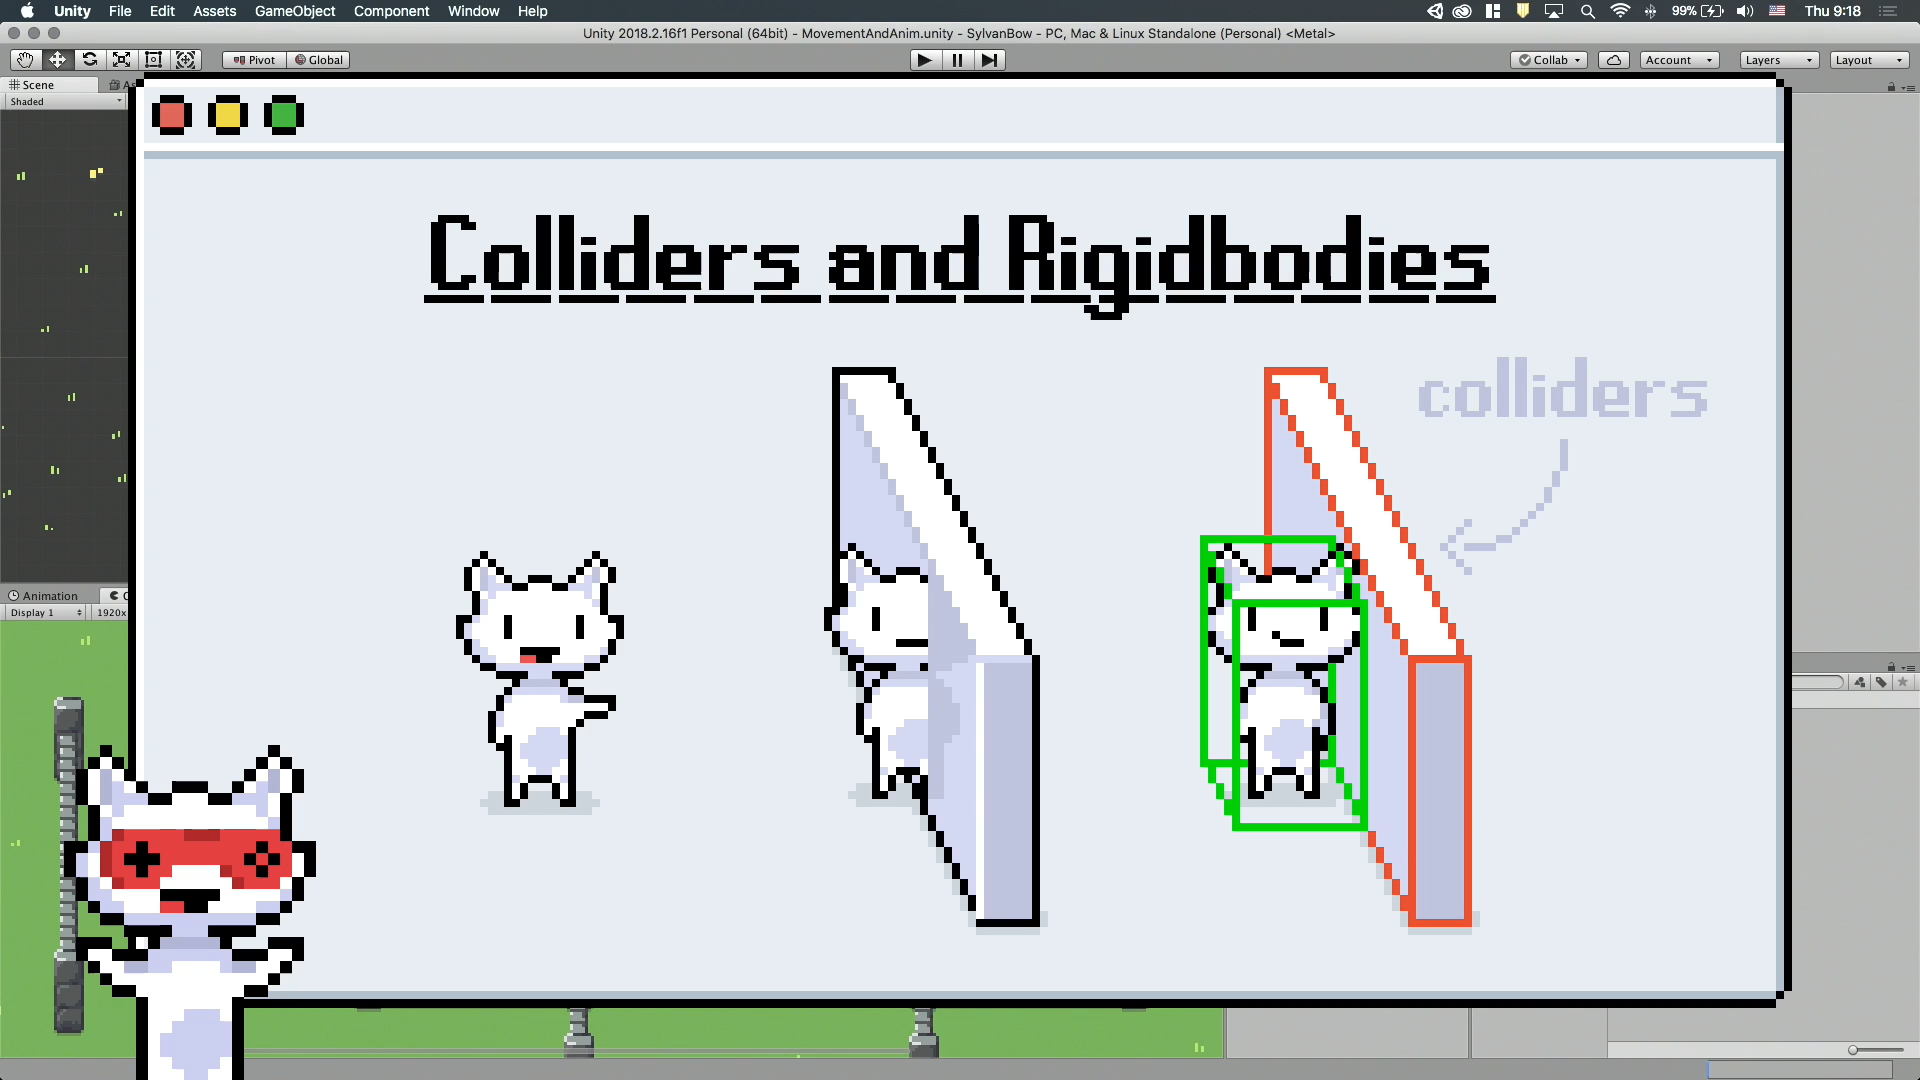 Unity File Edit Assets GameObject Component Window Help 99% Thu 9:18
Unity 2018.2.16f1 Personal (64bit) - MovementAndAnim.unity - SylvanBow - PC, Mac & Linux Standalone (Personal) <Metal>
Pivot Global Collab Account Layers Layout
Scene
Shaded
Colliders and Rigidbodies
colliders
Animation
Display 1 1920x